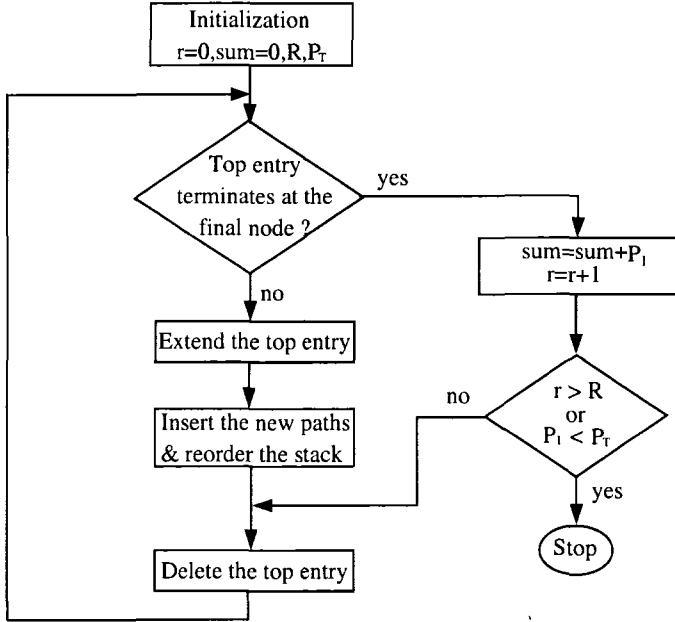 Initialization
r=0,sum=0,R,P_T
Top entry
terminates at the
final node ?
yes
sum=sum+P_1
r=r+1
no
Extend the top entry
Insert the new paths
& reorder the stack
no
r > R
or
P_1 < P_T
yes
Stop
Delete the top entry